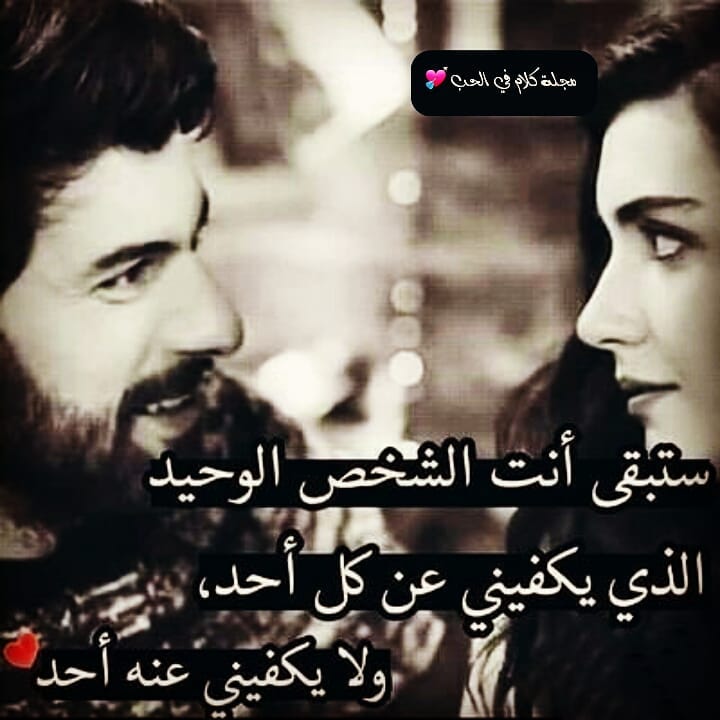 مجلة كلام في الحب 💘
ستبقى أنت الشخص الوحيد
الذي يكفيني عن كل أحد،
ولا يكفيني عنه أحد ❤